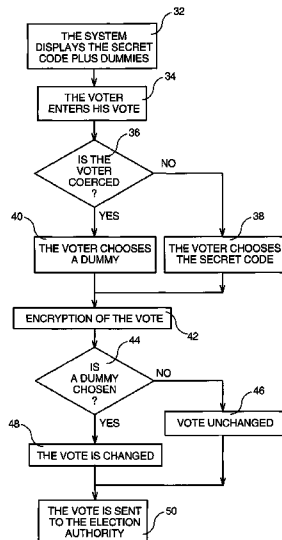 32
THE SYSTEM
DISPLAYS THE SECRET
CODE PLUS DUMMIES
34
THE VOTER
ENTERS HIS VOTE
36
IS THE
VOTER
COERCED
?
NO
YES
40
38
THE VOTER CHOOSES
A DUMMY
THE VOTER CHOOSES
THE SECRET CODE
ENCRYPTION OF THE VOTE
42
44
IS
A DUMMY
CHOSEN
?
NO
YES
46
VOTE UNCHANGED
48
THE VOTE IS CHANGED
THE VOTE IS SENT
TO THE ELECTION
AUTHORITY
50